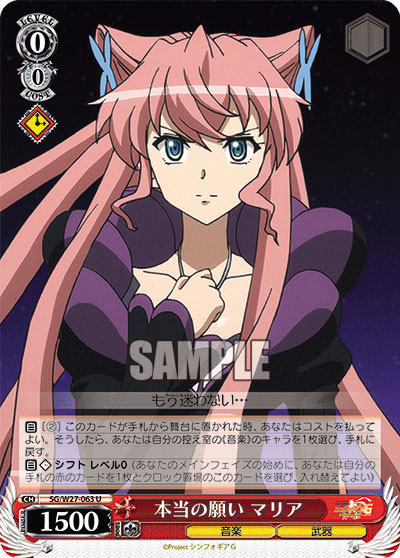 LEVEL
0
0
COST
SAMPLE
もう迷わない…
【自】［②］ このカードが手札から舞台に置かれた時、あなたはコストを払って
よい。そうしたら、あなたは自分の控え室の《音楽》のキャラを1枚選び、手札に
戻す。
【自】 シフト レベル0 （あなたのメインフェイズの始めに、あなたは自分の手
札の赤のカードを1枚とクロック置場のこのカードを選び、入れ替えてよい）
CH
SG/W27-063 U
1500
本当の願い マリア
音楽
武器
©Project シンフォギアG